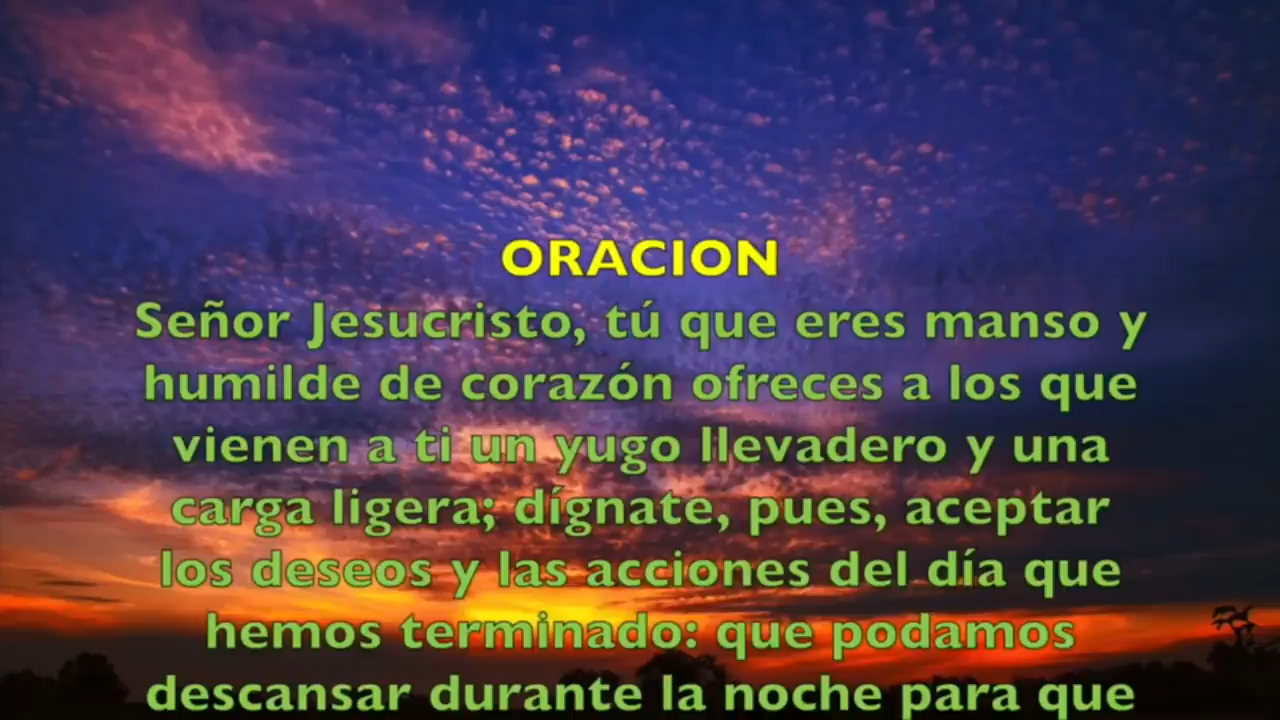 ORACION
Señor Jesucristo, tú que eres manso y
humilde de corazón ofreces a los que
vienen a ti un yugo llevadero y una
carga ligera; dígnate, pues, aceptar
los deseos y las acciones del día que
hemos terminado: que podamos
descansar durante la noche para que